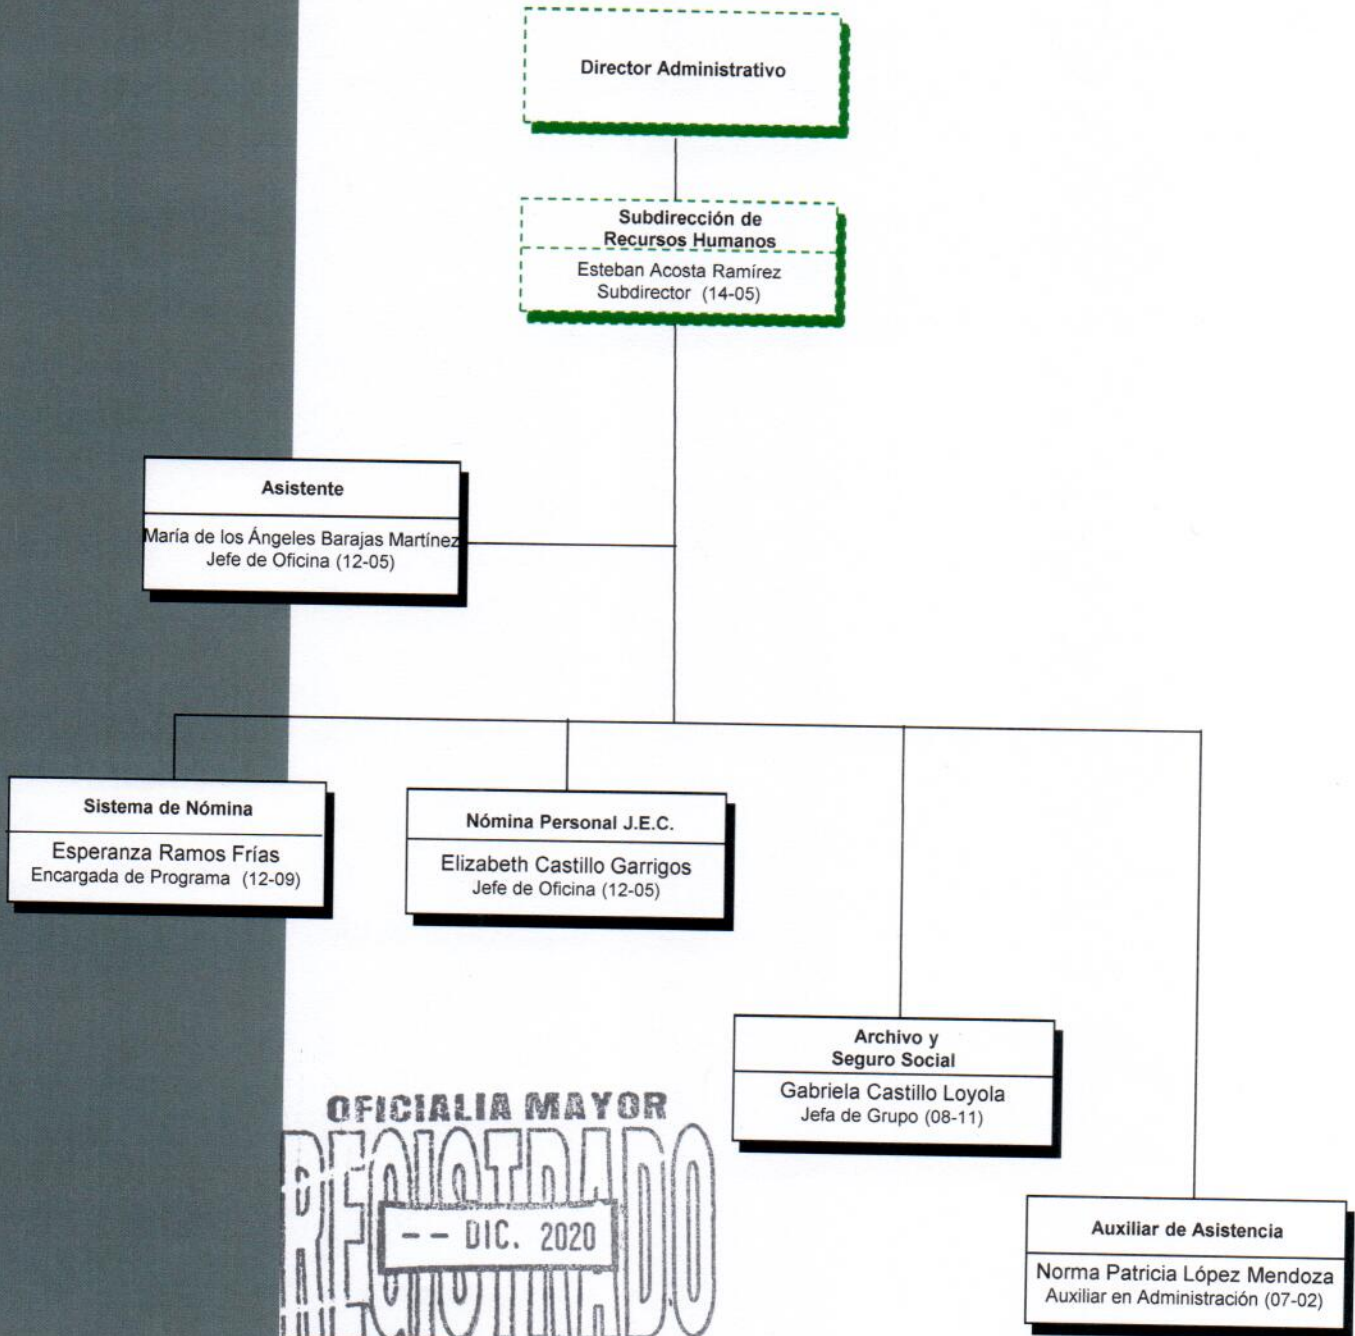 Director Administrativo
Subdirección de
Recursos Humanos
Esteban Acosta Ramírez
Subdirector (14-05)
Asistente
María de los Ángeles Barajas Martínez
Jefe de Oficina (12-05)
Sistema de Nómina
Esperanza Ramos Frías
Encargada de Programa (12-09)
Nómina Personal J.E.C.
Elizabeth Castillo Garrigos
Jefe de Oficina (12-05)
Archivo y
Seguro Social
Gabriela Castillo Loyola
Jefa de Grupo (08-11)
Auxiliar de Asistencia
Norma Patricia López Mendoza
Auxiliar en Administración (07-02)
OFICIALIA MAYOR
REGISTRADO
-- DIC. 2020